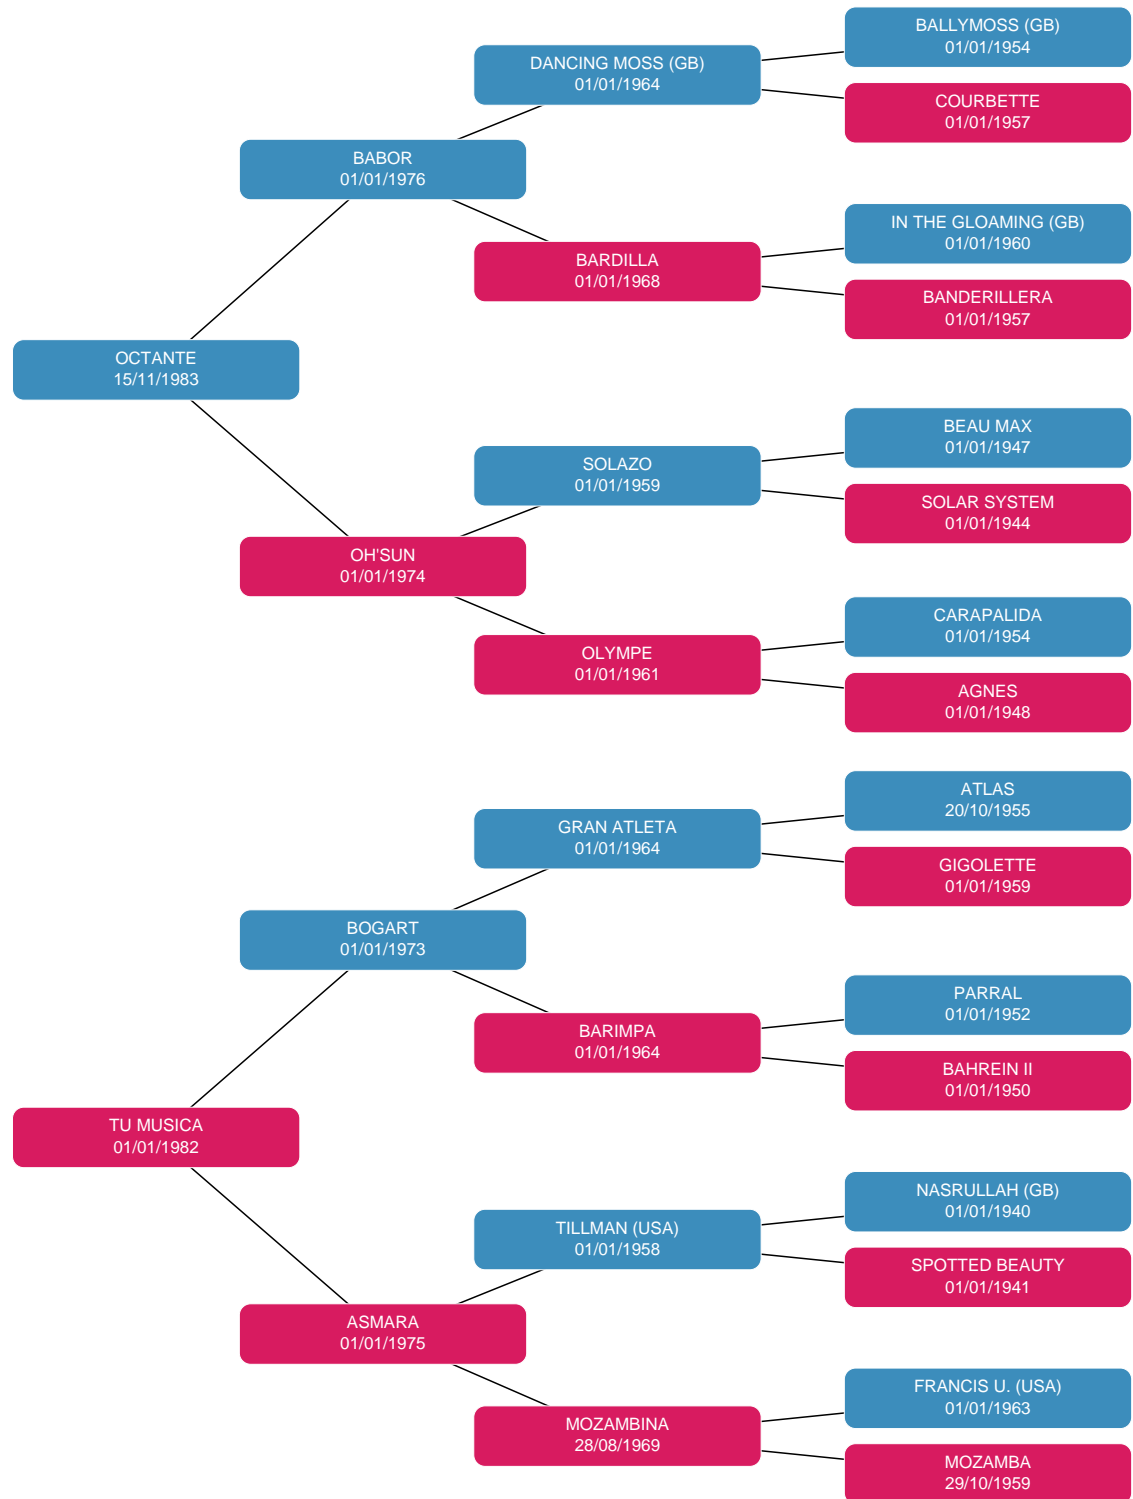 BALLYMOSS (GB)
01/01/1954
DANCING MOSS (GB)
01/01/1964
COURBETTE
01/01/1957
BABOR
01/01/1976
IN THE GLOAMING (GB)
01/01/1960
BARDILLA
01/01/1968
BANDERILLERA
01/01/1957
OCTANTE
15/11/1983
BEAU MAX
01/01/1947
SOLAZO
01/01/1959
SOLAR SYSTEM
01/01/1944
OH'SUN
01/01/1974
CARAPALIDA
01/01/1954
OLYMPE
01/01/1961
AGNES
01/01/1948
ATLAS
20/10/1955
GRAN ATLETA
01/01/1964
GIGOLETTE
01/01/1959
BOGART
01/01/1973
PARRAL
01/01/1952
BARIMPA
01/01/1964
BAHREIN II
01/01/1950
TU MUSICA
01/01/1982
NASRULLAH (GB)
01/01/1940
TILLMAN (USA)
01/01/1958
SPOTTED BEAUTY
01/01/1941
ASMARA
01/01/1975
FRANCIS U. (USA)
01/01/1963
MOZAMBINA
28/08/1969
MOZAMBA
29/10/1959